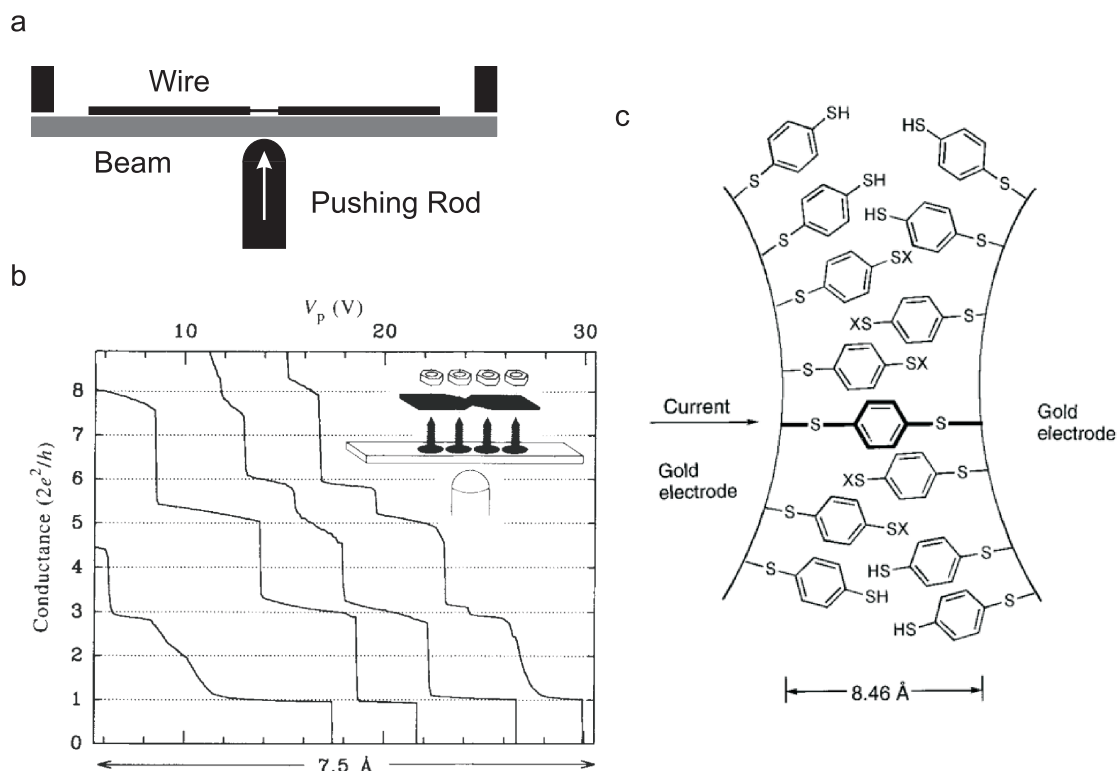 a
Wire
Beam
Pushing Rod
b
V_p (V)
10 20 30
Conductance (2e²/h)
8
7
6
5
4
3
2
1
0
7.5 Å
c
SH
HS
S
S
SH
HS
S
S
SX
S
XS
S
S
SX
Current
S
S
Gold
electrode
Gold
electrode
XS
S
S
SX
S
HS
S
SH
S
HS
8.46 Å